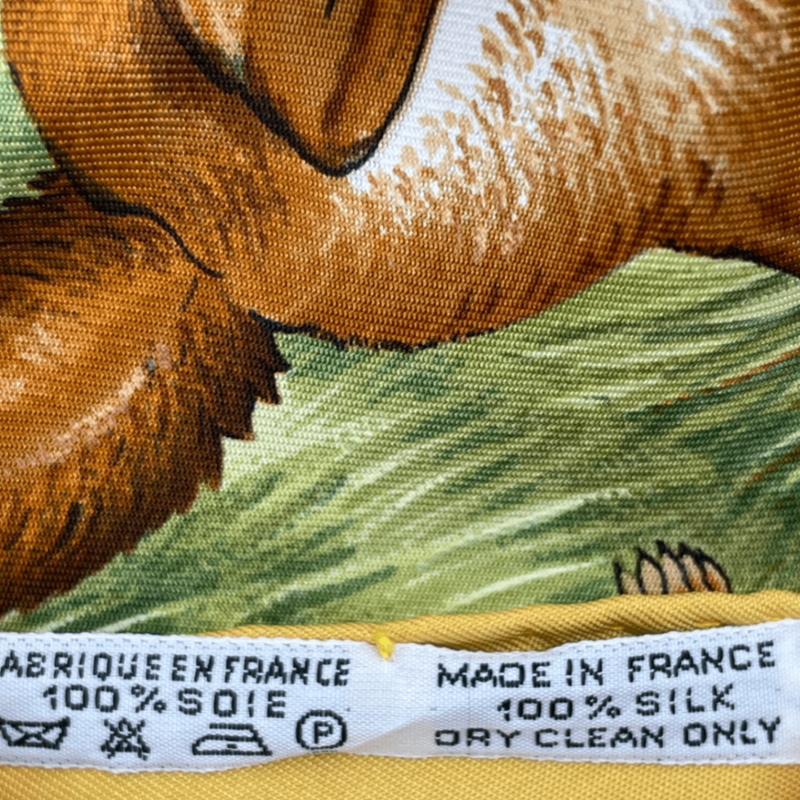 ABRIQUE EN FRANCE
100% SOIE
P
MADE IN FRANCE
100% SILK
DRY CLEAN ONLY